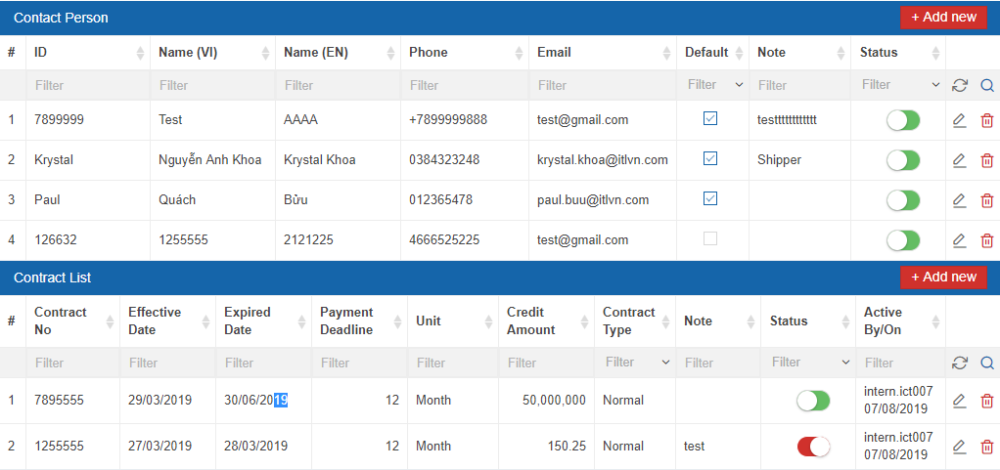 Contact Person + Add new
# ID Name (VI) Name (EN) Phone Email Default Note Status
Filter Filter Filter Filter Filter Filter Filter Filter
1 7899999 Test AAAA +7899999888 test@gmail.com testttttttttttt
2 Krystal Nguyễn Anh Khoa Krystal Khoa 0384323248 krystal.khoa@itlvn.com Shipper
3 Paul Quách Bửu 012365478 paul.buu@itlvn.com
4 126632 1255555 2121225 4666525225 test@gmail.com
Contract List + Add new
# Contract No Effective Date Expired Date Payment Deadline Unit Credit Amount Contract Type Note Status Active By/On
Filter Filter Filter Filter Filter Filter Filter Filter Filter Filter
1 7895555 29/03/2019 30/06/2019 12 Month 50,000,000 Normal intern.ict007 07/08/2019
2 1255555 27/03/2019 28/03/2019 12 Month 150.25 Normal test intern.ict007 07/08/2019